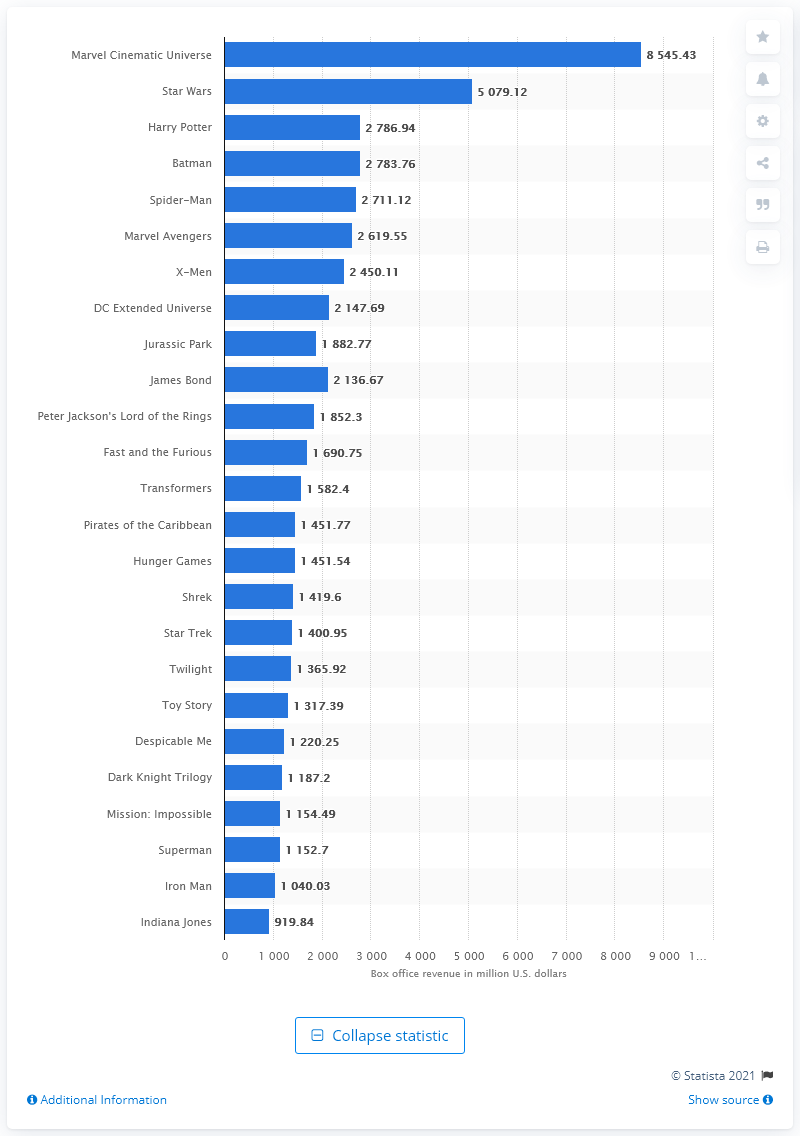 Marvel Cinematic Universe 8 545.43
Star Wars 5 079.12
Harry Potter 2 786.94
Batman 2 783.76
Spider-Man 2 711.12
Marvel Avengers 2 619.55
X-Men 2 450.11
DC Extended Universe 2 147.69
Jurassic Park 1 882.77
James Bond 2 136.67
Peter Jackson's Lord of the Rings 1 852.3
Fast and the Furious 1 690.75
Transformers 1 582.4
Pirates of the Caribbean 1 451.77
Hunger Games 1 451.54
Shrek 1 419.6
Star Trek 1 400.95
Twilight 1 365.92
Toy Story 1 317.39
Despicable Me 1 220.25
Dark Knight Trilogy 1 187.2
Mission: Impossible 1 154.49
Superman 1 152.7
Iron Man 1 040.03
Indiana Jones 919.84
0 1 000 2 000 3 000 4 000 5 000 6 000 7 000 8 000 9 000 1…
Box office revenue in million U.S. dollars
Collapse statistic
© Statista 2021
Additional Information Show source